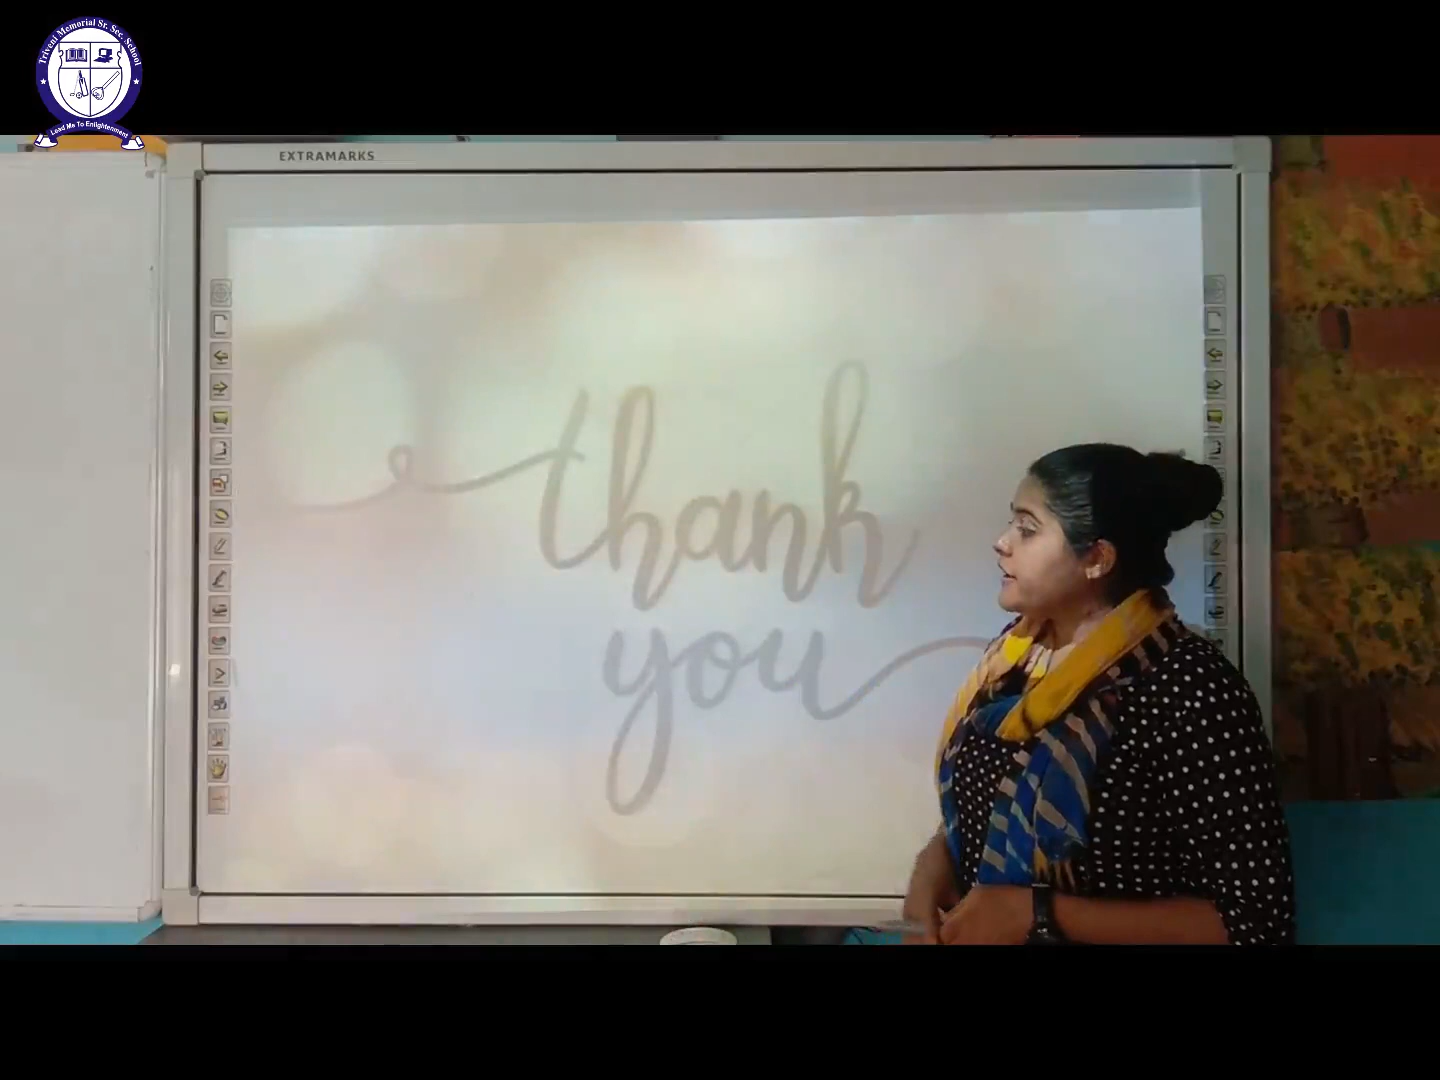 Triveni Memorial Sr. Sec. School
Lead Me To Enlightenment
EXTRAMARKS
thank
you